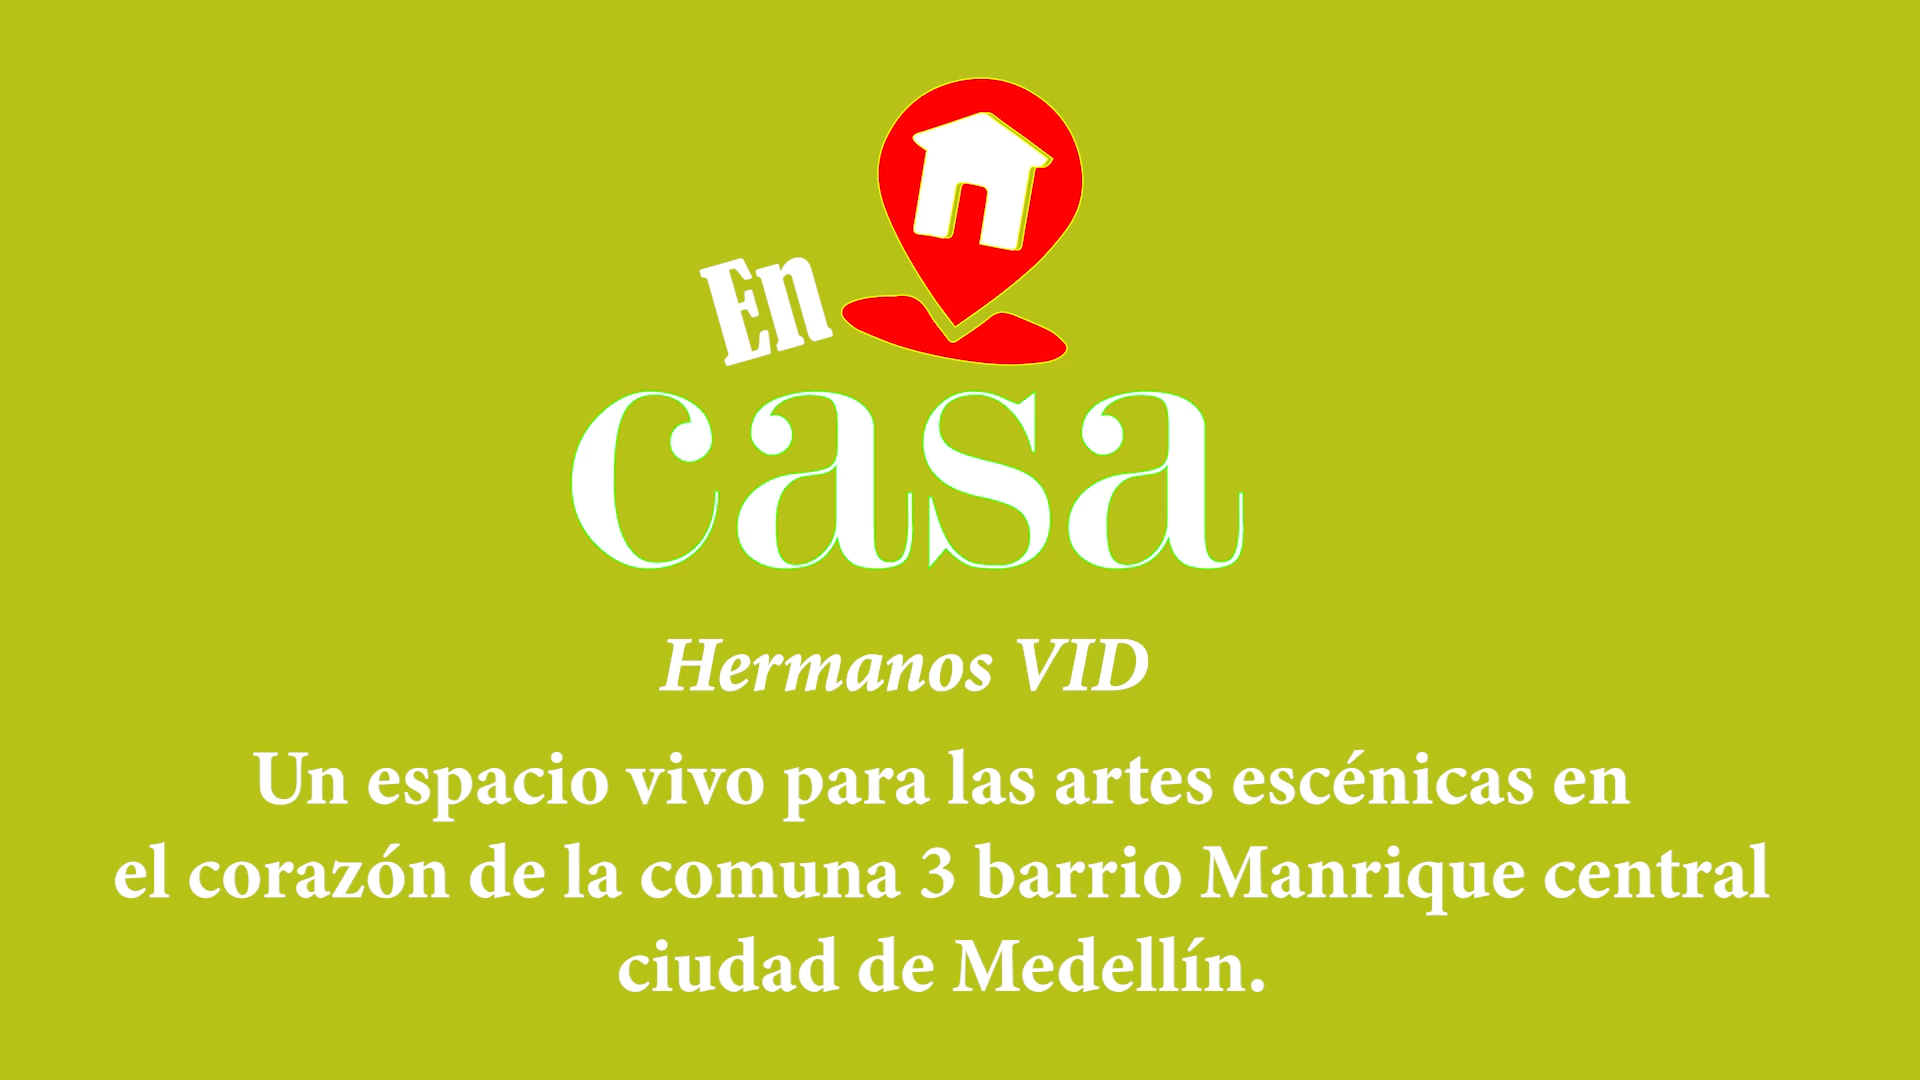 En
casa
Hermanos VID
Un espacio vivo para las artes escénicas en
el corazón de la comuna 3 barrio Manrique central
ciudad de Medellín.